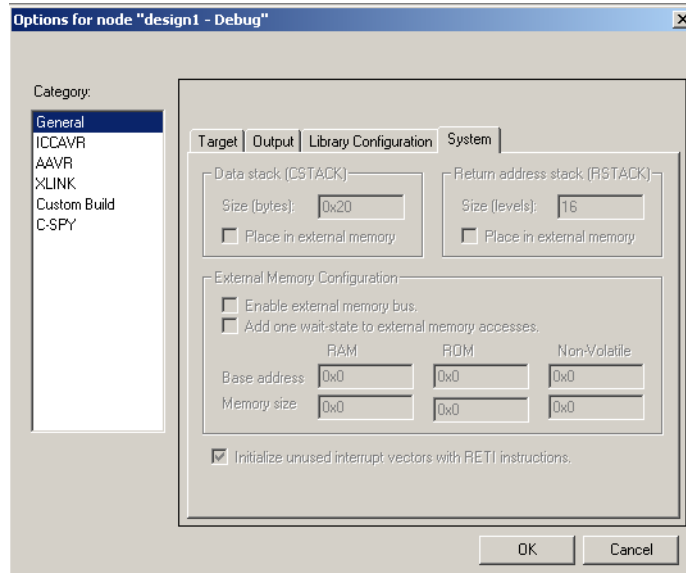 Options for node "design1 - Debug"
Category:
General
ICCAVR
AAVR
XLINK
Custom Build
C-SPY
Target Output Library Configuration System
Data stack (CSTACK) Return address stack (RSTACK)
Size (bytes): 0x20 Size (levels): 16
Place in external memory Place in external memory
External Memory Configuration
Enable external memory bus.
Add one wait-state to external memory accesses.
RAM ROM Non-Volatile
Base address 0x0 0x0 0x0
Memory size 0x0 0x0 0x0
Initialize unused interrupt vectors with RETI instructions.
OK Cancel